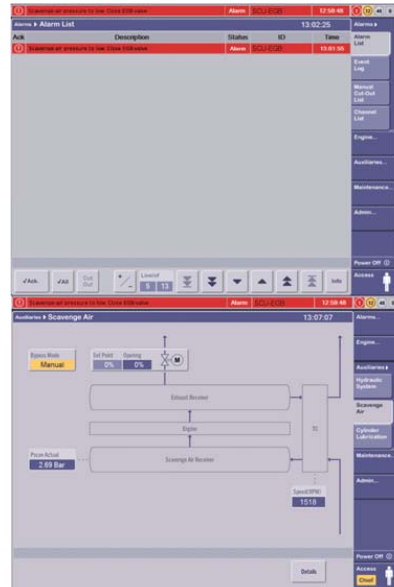 Scavenge air pressure to low. Close EGB valve Alarm SCU-EGB 12:50:48
Alarms Alarm List 13:02:25 Alarms
Ack Description Status ID Time
Scavenge air pressure to low. Close EGB valve Alarm SCU-EGB
Alarm
List
Event
Log
Manual
Cut-Out
List
Channel
List
Engine...
Auxiliaries...
Maintenance...
Admin...
Power Off
√Ack. √All Cut
Out +/- Line/of
5 13 Info Access
Scavenge air pressure to low. Close EGB valve Alarm SCU-EGB 12:50:48
Auxiliaries Scavenge Air 13:07:07 Alarms...
Engine...
Bypass Mode
Manual
Set Point Opening
0% 0% M
Auxiliaries
Hydraulic
System
Scavenge
Air
Cylinder
Lubrication
Exhaust Receiver
Engine TC
Pscav Actual
2.69 Bar
Scavenge Air Receiver
Maintenance...
Admin...
Speed(RPM)
1518
Power Off
Details Access
Chief